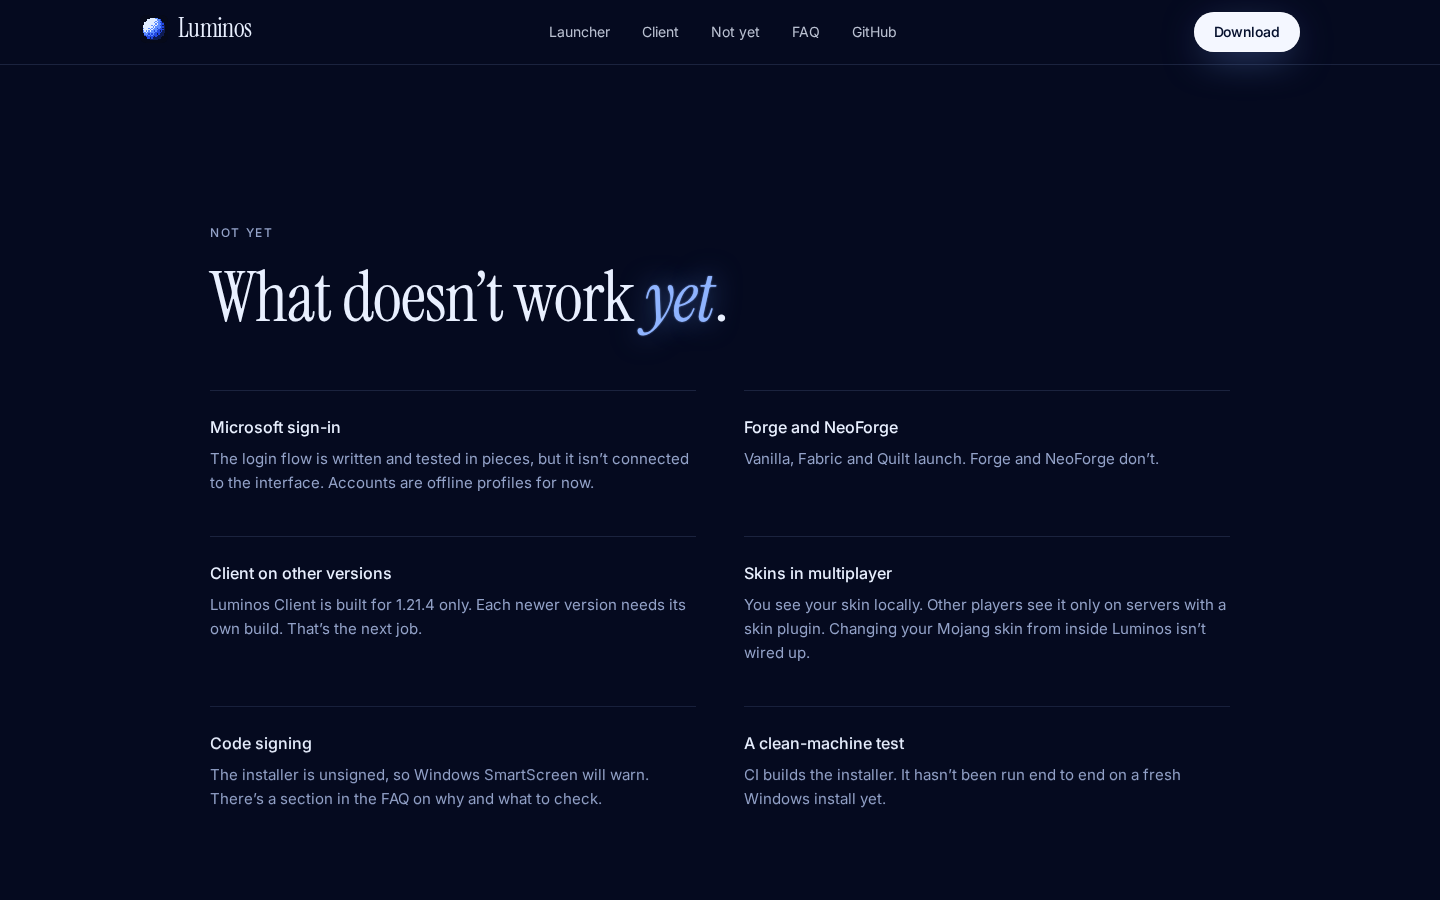 Luminos
Launcher
Client
Not yet
FAQ
GitHub
Download
NOT YET
What doesn’t work yet.
Microsoft sign-in
The login flow is written and tested in pieces, but it isn’t connected
to the interface. Accounts are offline profiles for now.
Forge and NeoForge
Vanilla, Fabric and Quilt launch. Forge and NeoForge don’t.
Client on other versions
Luminos Client is built for 1.21.4 only. Each newer version needs its
own build. That’s the next job.
Skins in multiplayer
You see your skin locally. Other players see it only on servers with a
skin plugin. Changing your Mojang skin from inside Luminos isn’t
wired up.
Code signing
The installer is unsigned, so Windows SmartScreen will warn.
There’s a section in the FAQ on why and what to check.
A clean-machine test
CI builds the installer. It hasn’t been run end to end on a fresh
Windows install yet.